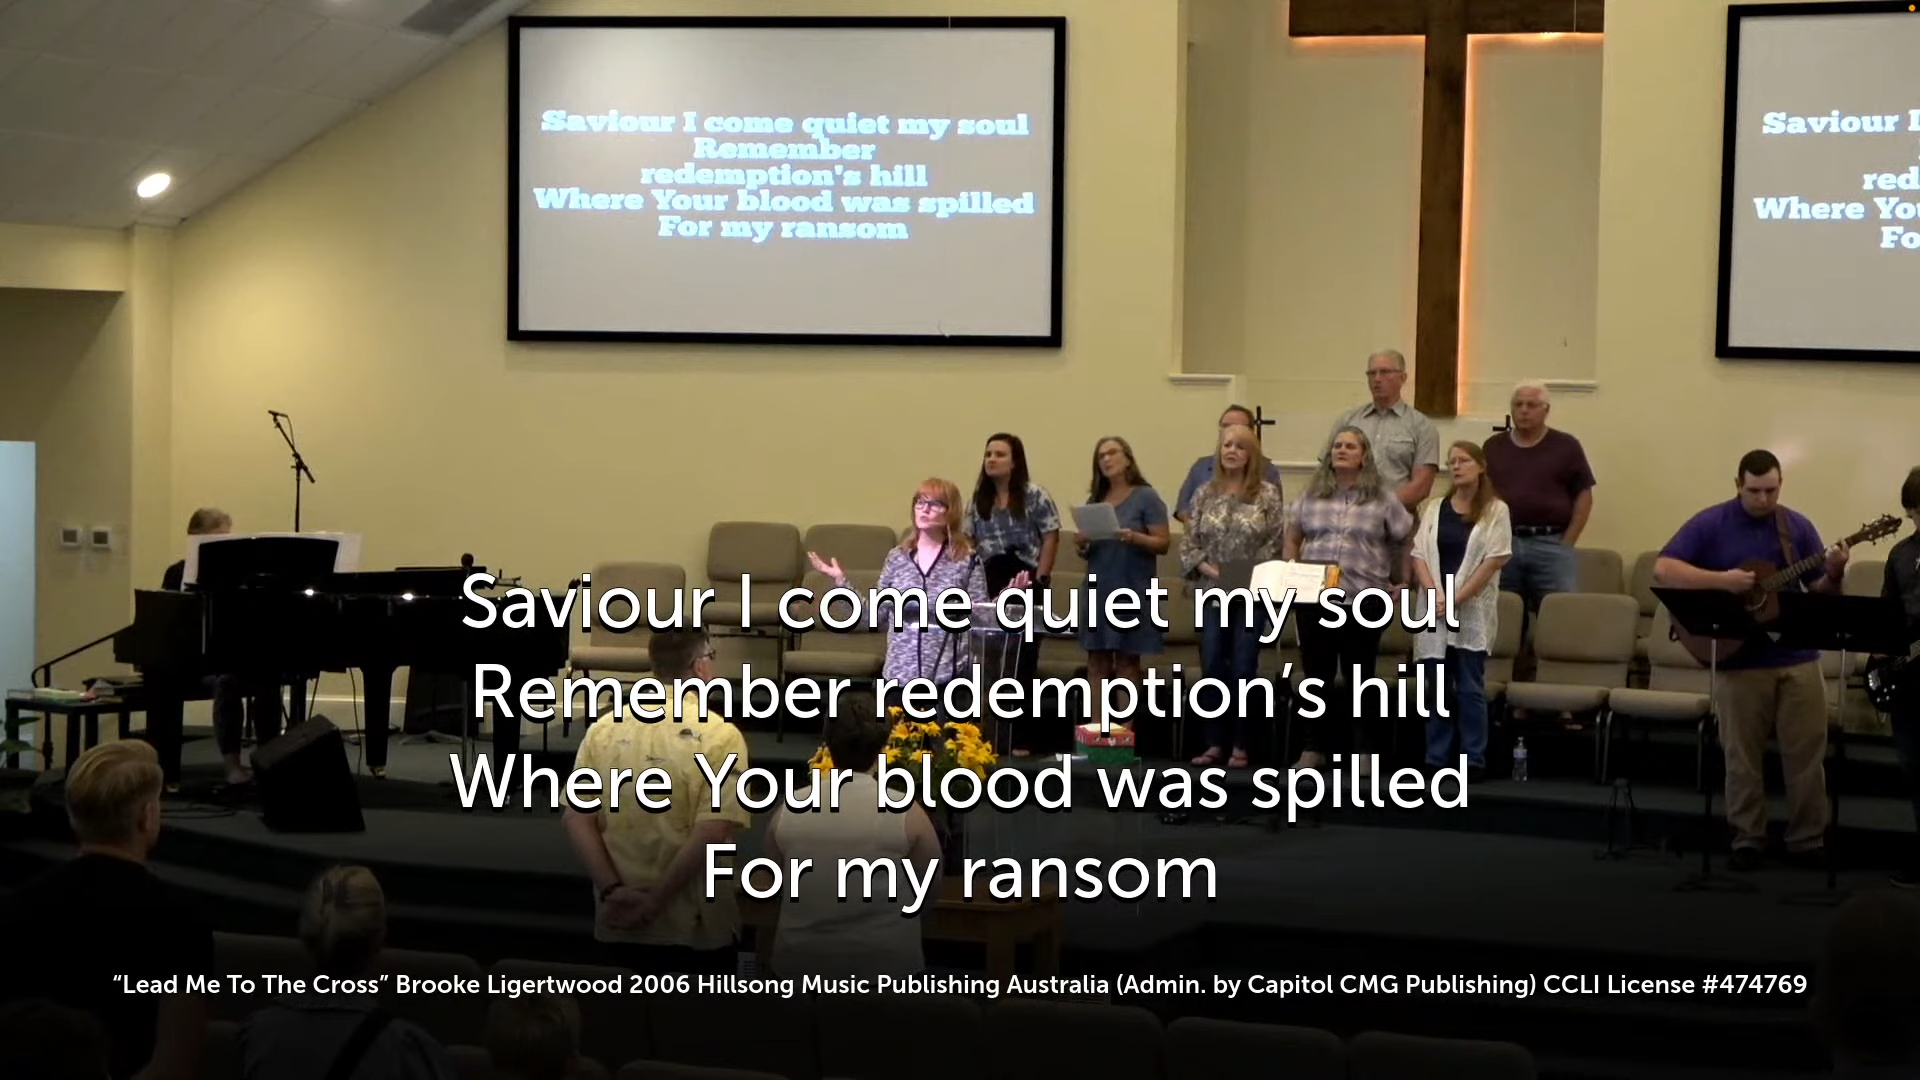 Saviour I come quiet my soul
Remember
redemption's hill
Where Your blood was spilled
For my ransom
Saviour
red
Where You
Fo
Saviour I come quiet my soul
Remember redemption’s hill
Where Your blood was spilled
For my ransom
“Lead Me To The Cross” Brooke Ligertwood 2006 Hillsong Music Publishing Australia (Admin. by Capitol CMG Publishing) CCLI License #474769